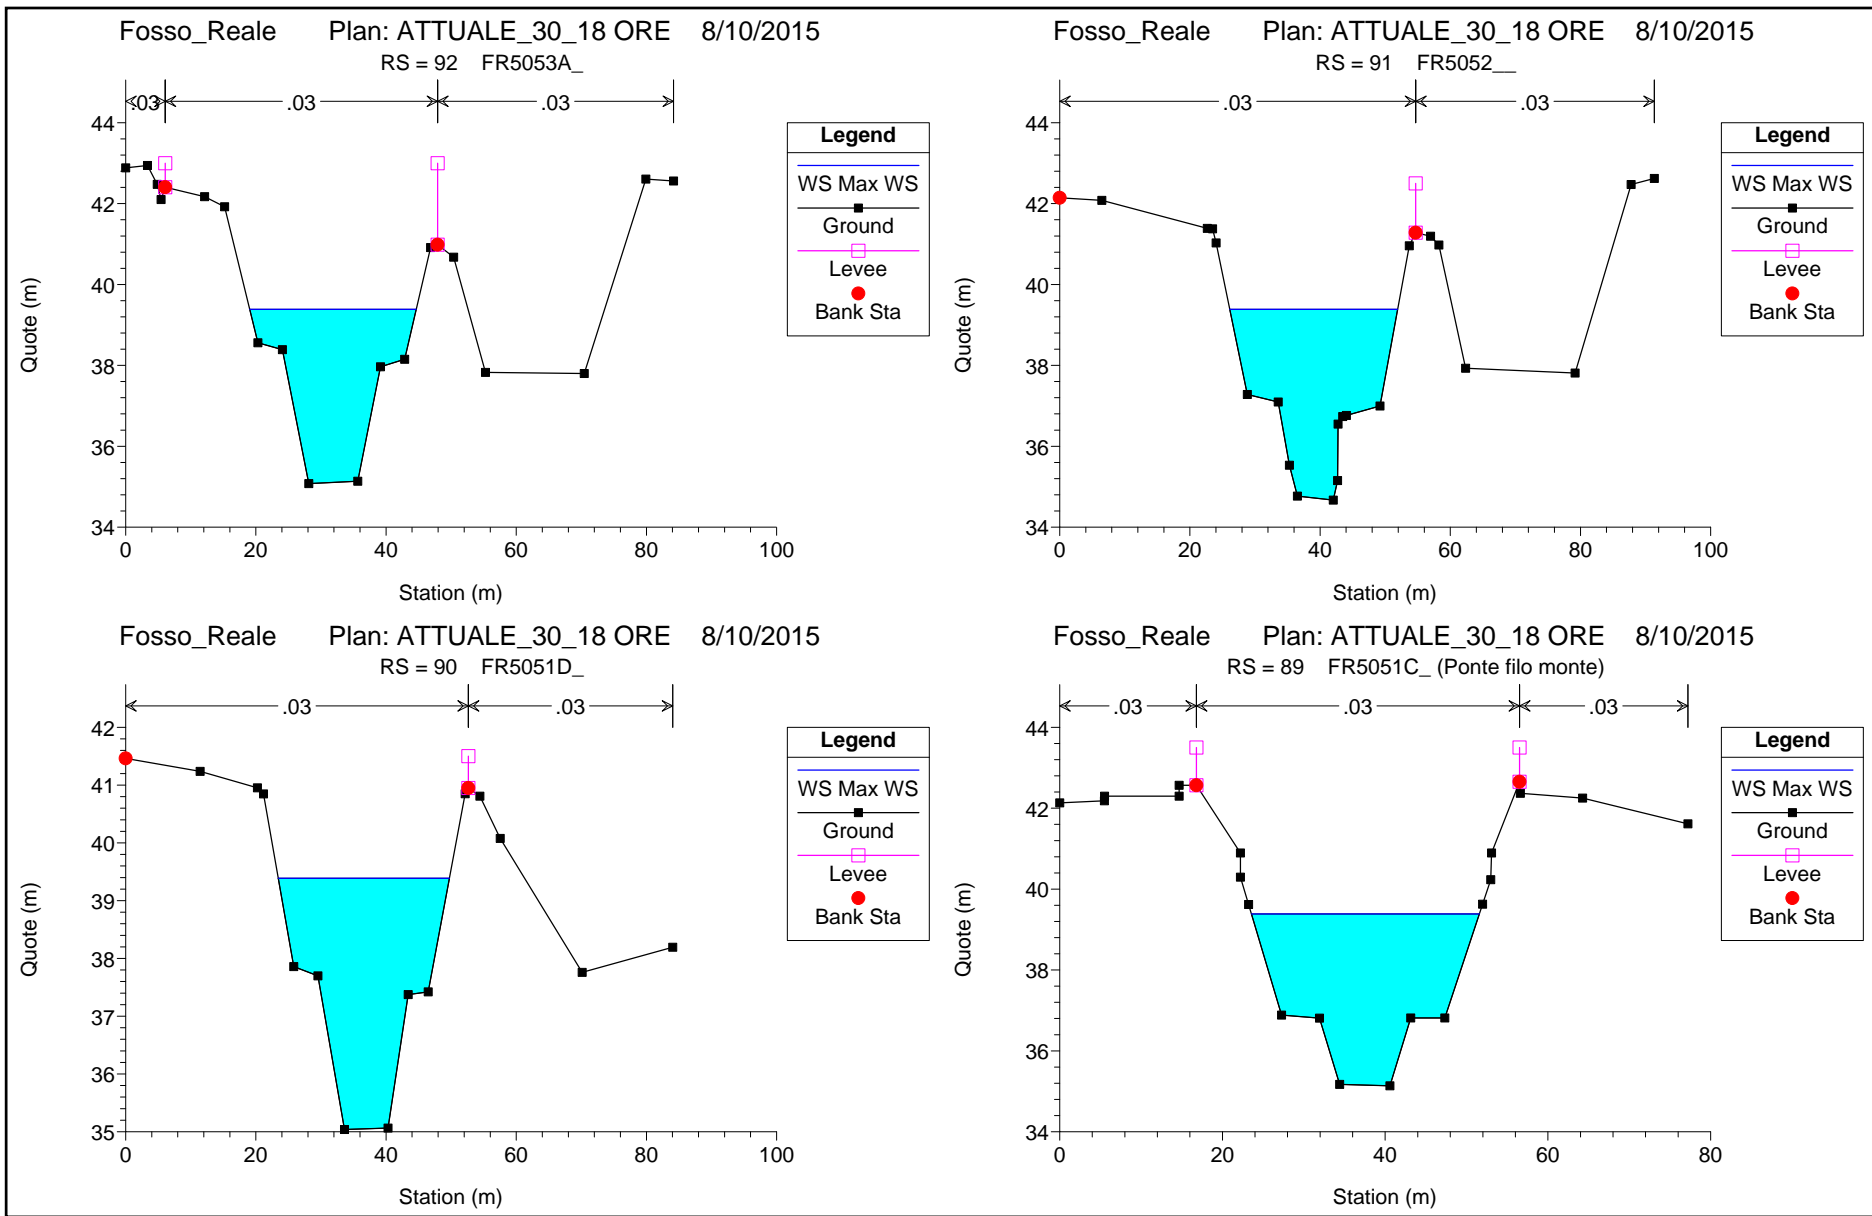 Fosso_Reale Plan: ATTUALE_30_18 ORE 8/10/2015
RS = 92 FR5053A_
.03 .03 .03
44
42
40
38
36
34
0 20 40 60 80 100
Quote (m)
Station (m)
Legend
WS Max WS
Ground
Levee
Bank Sta
Fosso_Reale Plan: ATTUALE_30_18 ORE 8/10/2015
RS = 91 FR5052__
.03 .03
44
42
40
38
36
34
0 20 40 60 80 100
Quote (m)
Station (m)
Legend
WS Max WS
Ground
Levee
Bank Sta
Fosso_Reale Plan: ATTUALE_30_18 ORE 8/10/2015
RS = 90 FR5051D_
.03 .03
42
41
40
39
38
37
36
35
0 20 40 60 80 100
Quote (m)
Station (m)
Legend
WS Max WS
Ground
Levee
Bank Sta
Fosso_Reale Plan: ATTUALE_30_18 ORE 8/10/2015
RS = 89 FR5051C_ (Ponte filo monte)
.03 .03 .03
44
42
40
38
36
34
0 20 40 60 80
Quote (m)
Station (m)
Legend
WS Max WS
Ground
Levee
Bank Sta